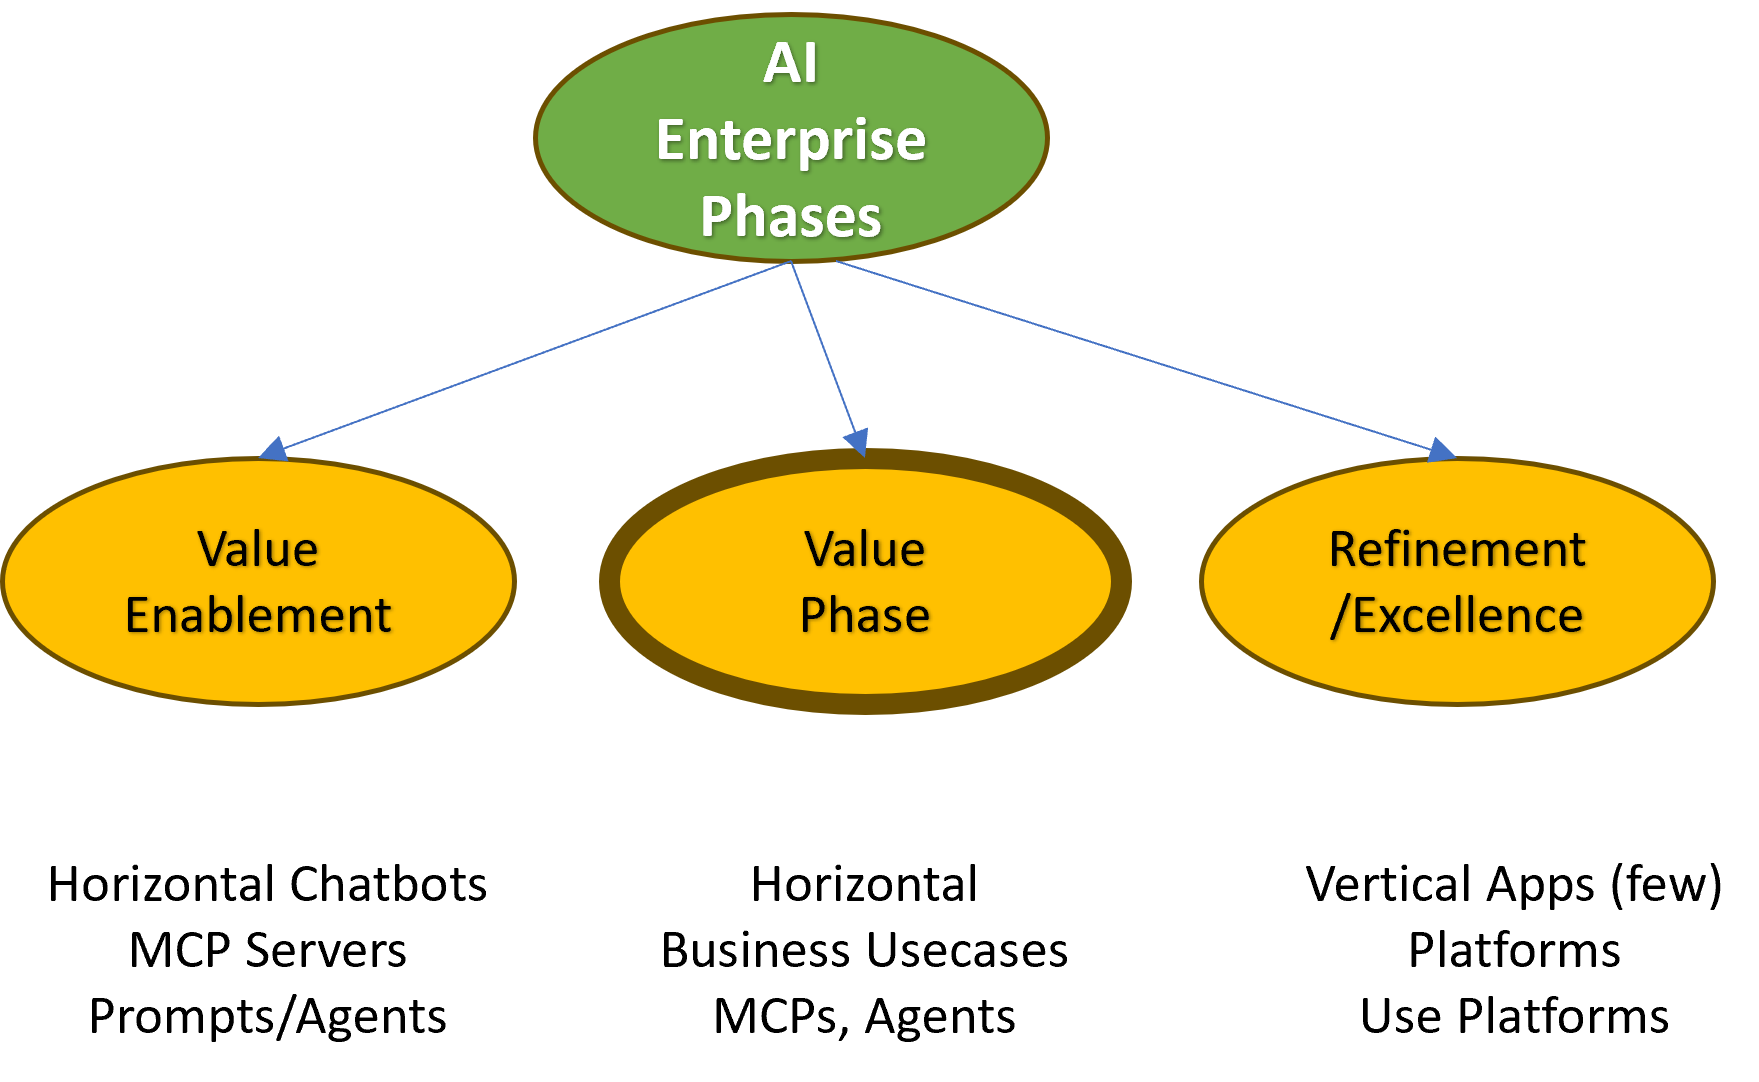 AI
Enterprise
Phases
Value
Enablement
Value
Phase
Refinement
/Excellence
Horizontal Chatbots
MCP Servers
Prompts/Agents
Horizontal
Business Usecases
MCPs, Agents
Vertical Apps (few)
Platforms
Use Platforms